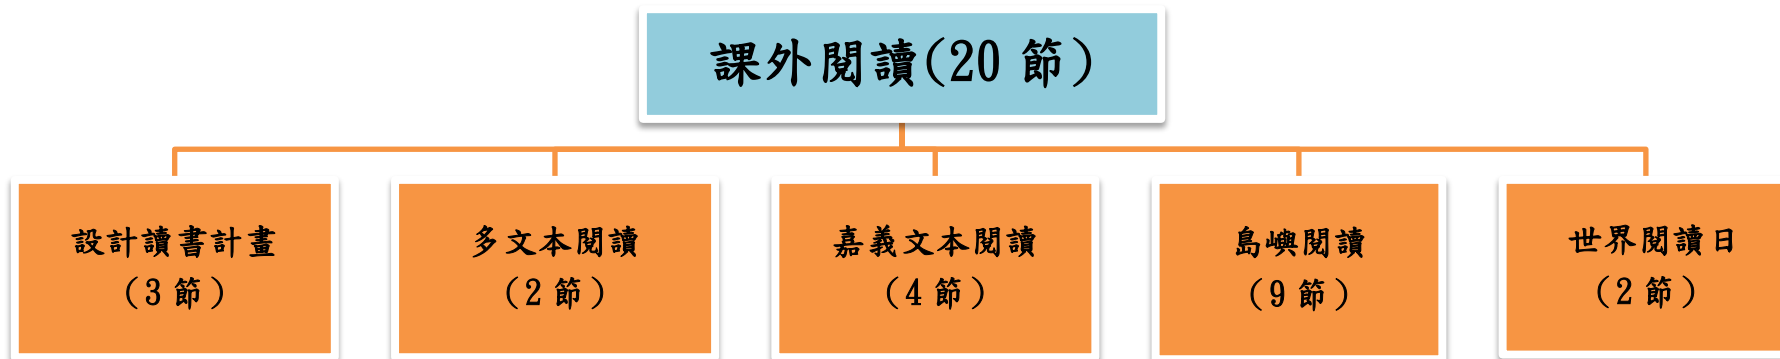 課外閱讀(20 節)
設計讀書計畫
(3 節)
多文本閱讀
(2 節)
嘉義文本閱讀
(4 節)
島嶼閱讀
(9 節)
世界閱讀日
(2 節)